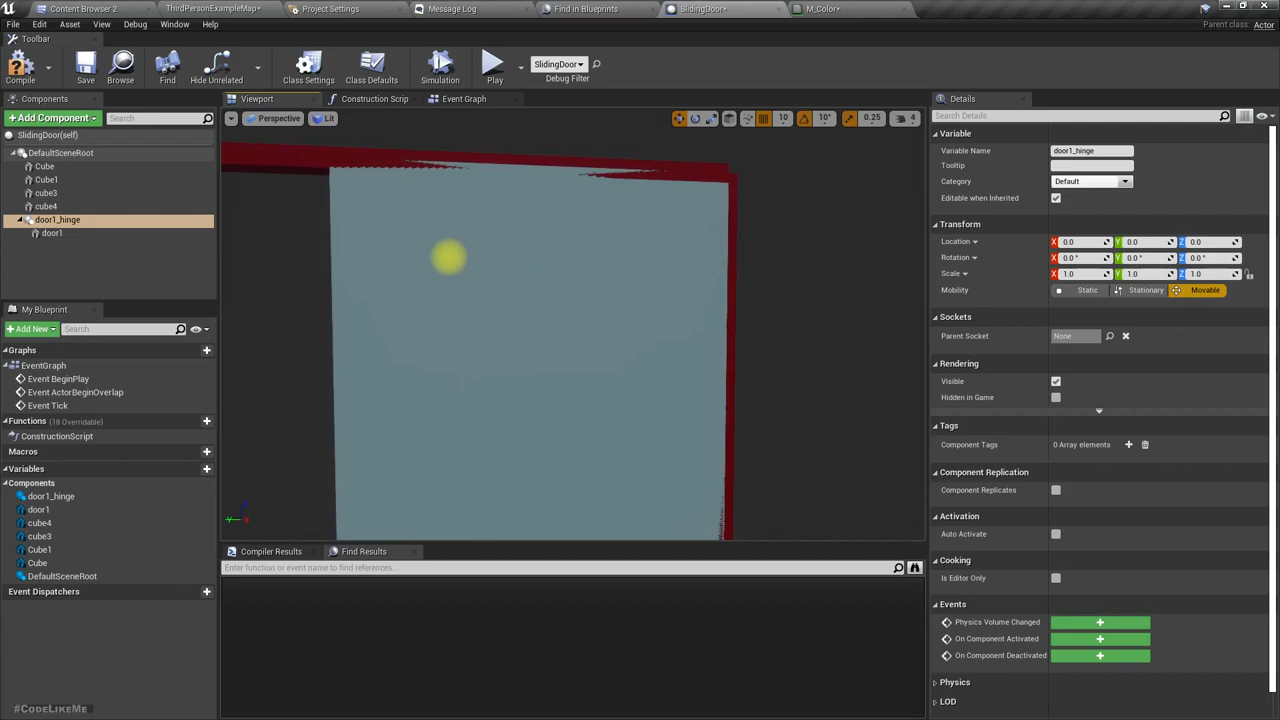 Content Browser 2
ThirdPersonExampleMap*
Project Settings
Message Log
Find in Blueprints
SlidingDoor*
M_Color*
File Edit Asset View Debug Window Help
Parent class: Actor
Toolbar
Compile
Save
Browse
Find
Hide Unrelated
Class Settings
Class Defaults
Simulation
Play
SlidingDoor
Debug Filter
Components
+Add Component
Search
SlidingDoor(self)
DefaultSceneRoot
Cube
Cube1
cube3
cube4
door1_hinge
door1
My Blueprint
+Add New
Search
Graphs
EventGraph
Event BeginPlay
Event ActorBeginOverlap
Event Tick
Functions (18 Overridable)
ConstructionScript
Macros
Variables
Components
door1_hinge
door1
cube4
cube3
Cube1
Cube
DefaultSceneRoot
Event Dispatchers
#CodeLikeMe
Viewport
Construction Scrip
Event Graph
Perspective
Lit
10
10°
0.25
4
Compiler Results
Find Results
Enter function or event name to find references...
Details
Search Details
Variable
Variable Name door1_hinge
Tooltip
Category Default
Editable when Inherited
Transform
Location X 0.0 Y 0.0 Z 0.0
Rotation X 0.0 ° Y 0.0 ° Z 0.0 °
Scale X 1.0 Y 1.0 Z 1.0
Mobility Static Stationary Movable
Sockets
Parent Socket None
Rendering
Visible
Hidden in Game
Tags
Component Tags 0 Array elements
Component Replication
Component Replicates
Activation
Auto Activate
Cooking
Is Editor Only
Events
Physics Volume Changed
On Component Activated
On Component Deactivated
Physics
LOD